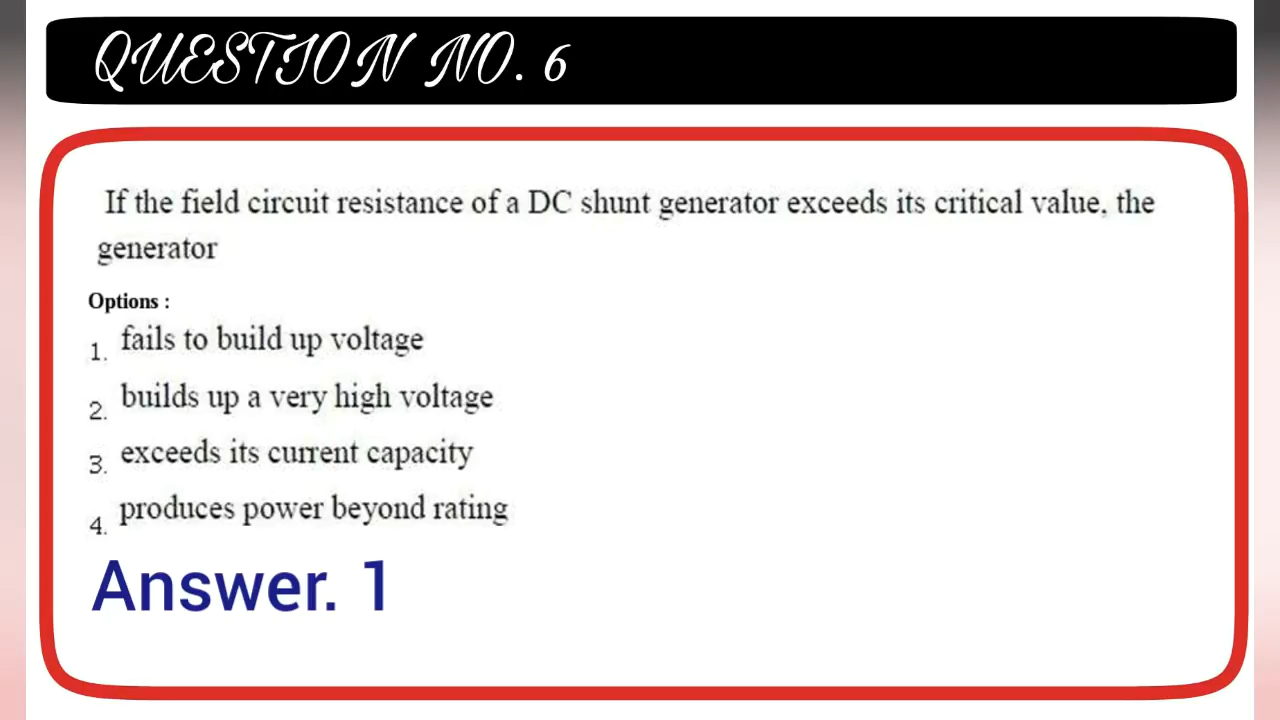 QUESTION NO. 6
If the field circuit resistance of a DC shunt generator exceeds its critical value, the
generator
Options :
1. fails to build up voltage
2. builds up a very high voltage
3. exceeds its current capacity
4. produces power beyond rating
Answer. 1